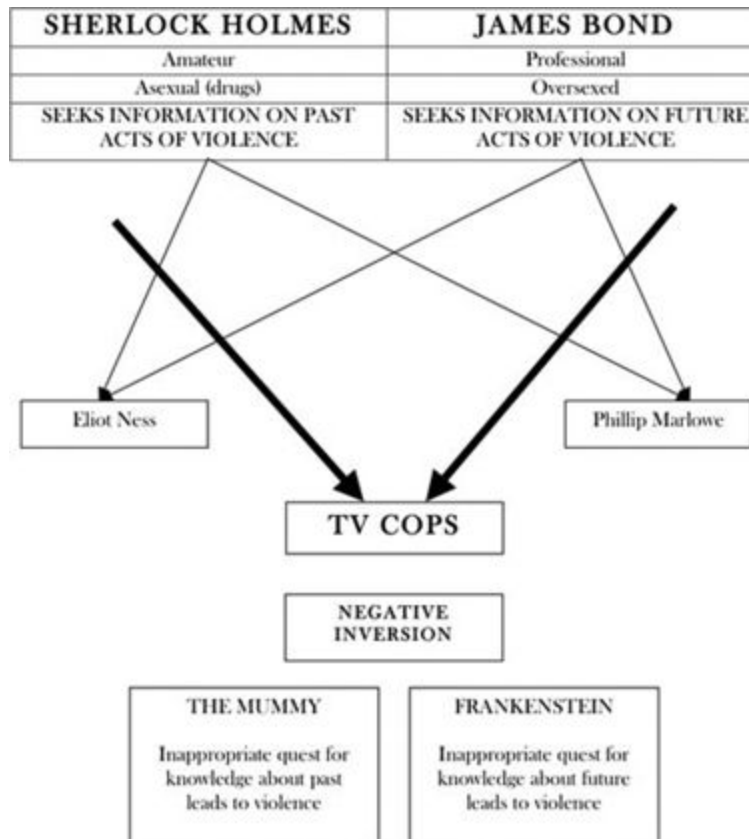 SHERLOCK HOLMES
JAMES BOND
Amateur
Professional
Asexual (drugs)
Oversexed
SEEKS INFORMATION ON PAST
ACTS OF VIOLENCE
SEEKS INFORMATION ON FUTURE
ACTS OF VIOLENCE
Eliot Ness
Phillip Marlowe
TV COPS
NEGATIVE
INVERSION
THE MUMMY
Inappropriate quest for
knowledge about past
leads to violence
FRANKENSTEIN
Inappropriate quest for
knowledge about future
leads to violence